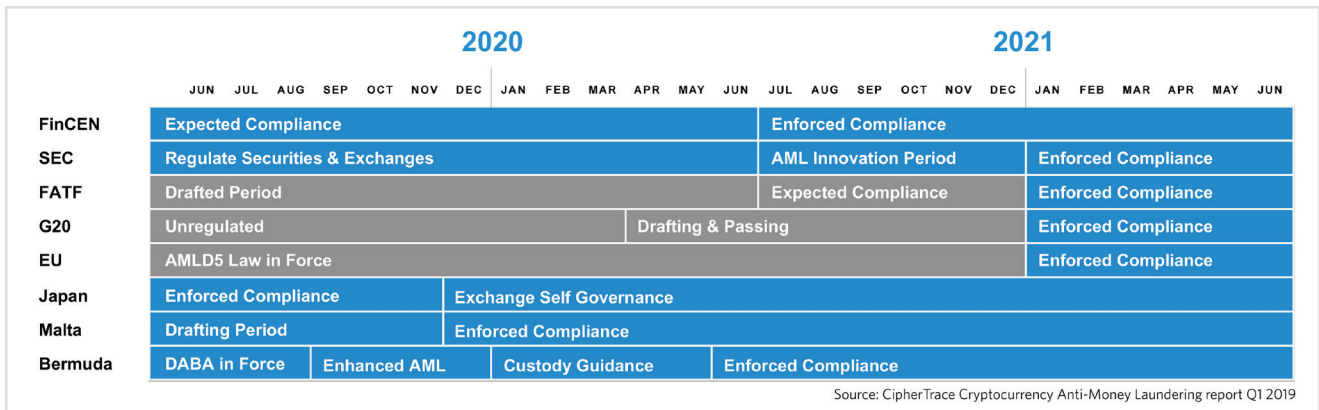 2020 2021
JUN JUL AUG SEP OCT NOV DEC JAN FEB MAR APR MAY JUN JUL AUG SEP OCT NOV DEC JAN FEB MAR APR MAY JUN
FinCEN Expected Compliance Enforced Compliance
SEC Regulate Securities & Exchanges AML Innovation Period Enforced Compliance
FATF Drafted Period Expected Compliance Enforced Compliance
G20 Unregulated Drafting & Passing Enforced Compliance
EU AMLD5 Law in Force Enforced Compliance
Japan Enforced Compliance Exchange Self Governance
Malta Drafting Period Enforced Compliance
Bermuda DABA in Force Enhanced AML Custody Guidance Enforced Compliance
Source: CipherTrace Cryptocurrency Anti-Money Laundering report Q1 2019